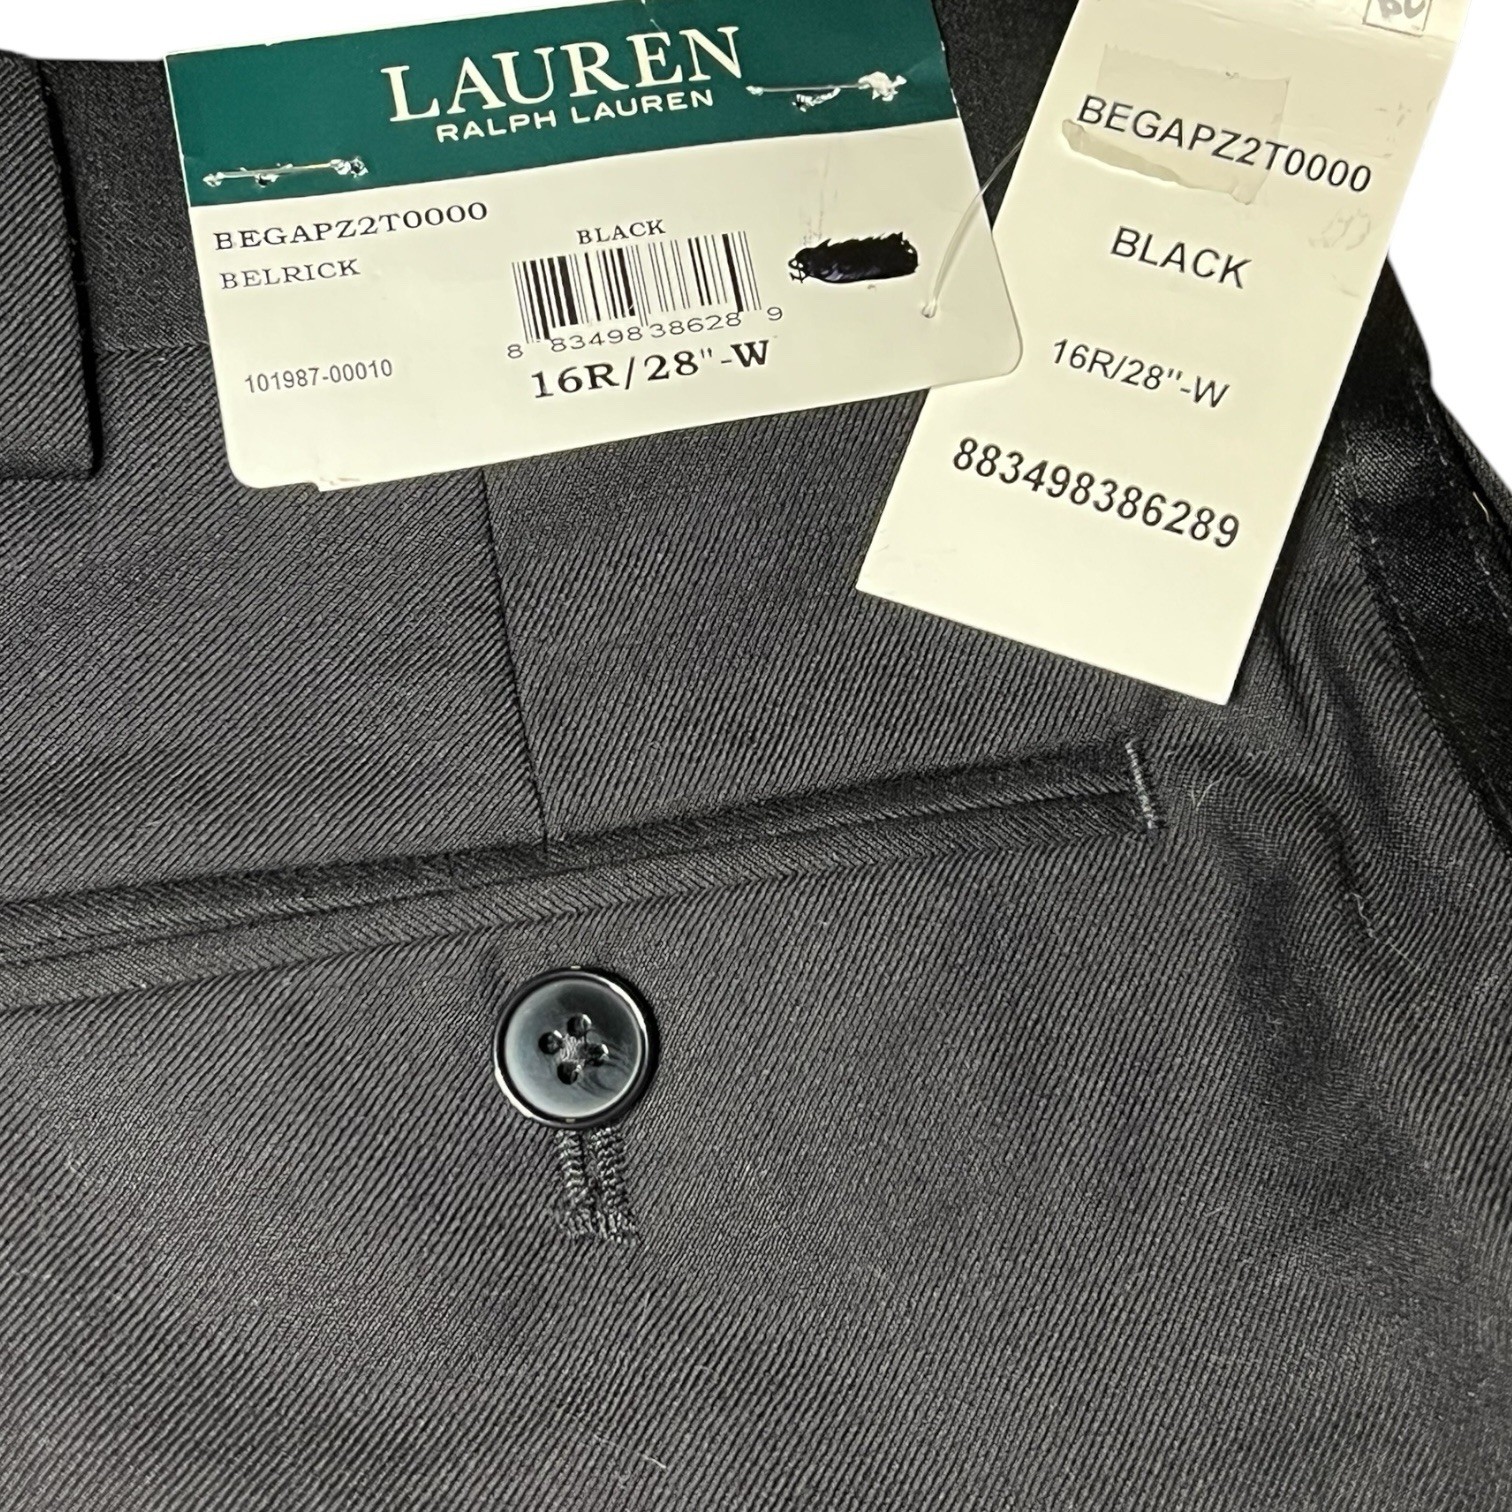 LAUREN
RALPH LAUREN
BEGAPZ2T0000
BELRICK
BLACK
$
8 83498 38628 9
101987-00010
16R/28"-W
BEGAPZ2T0000
BLACK
16R/28"-W
883498386289